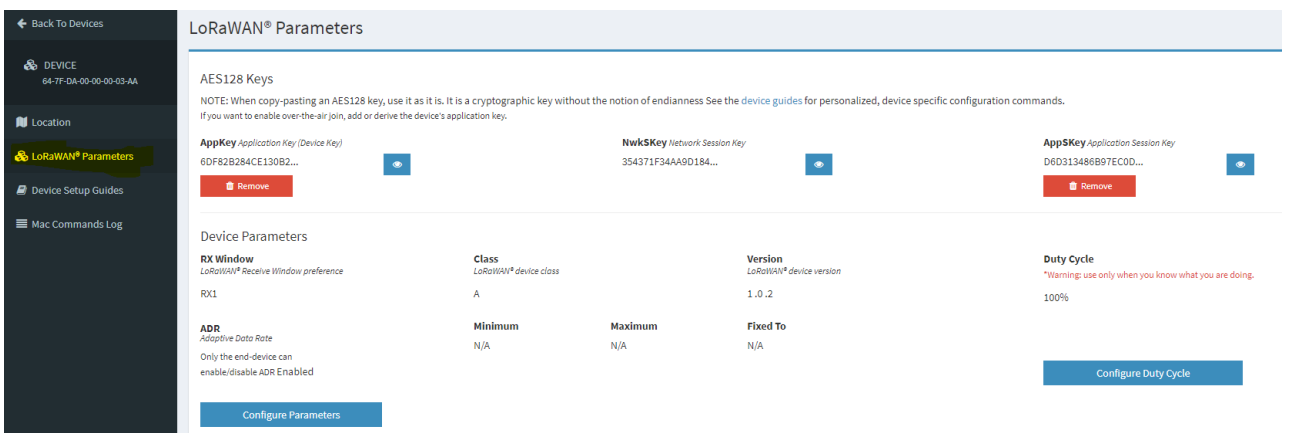 Back To Devices
DEVICE
64-7F-DA-00-00-00-03-AA
Location
LoRaWAN® Parameters
Device Setup Guides
Mac Commands Log
LoRaWAN® Parameters
AES128 Keys
NOTE: When copy-pasting an AES128 key, use it as it is. It is a cryptographic key without the notion of endianness See the device guides for personalized, device specific configuration commands.
If you want to enable over-the-air join, add or derive the device's application key.
AppKey Application Key (Device Key)
6DF82B284CE130B2...
Remove
NwkSKey Network Session Key
354371F34AA9D184...
AppSKey Application Session Key
D6D313486B97EC0D...
Remove
Device Parameters
RX Window
LoRaWAN® Receive Window preference
RX1
Class
LoRaWAN® device class
A
Version
LoRaWAN® device version
1.0.2
Duty Cycle
*Warning: use only when you know what you are doing.
100%
ADR
Adaptive Data Rate
Only the end-device can
enable/disable ADR Enabled
Minimum
N/A
Maximum
N/A
Fixed To
N/A
Configure Duty Cycle
Configure Parameters